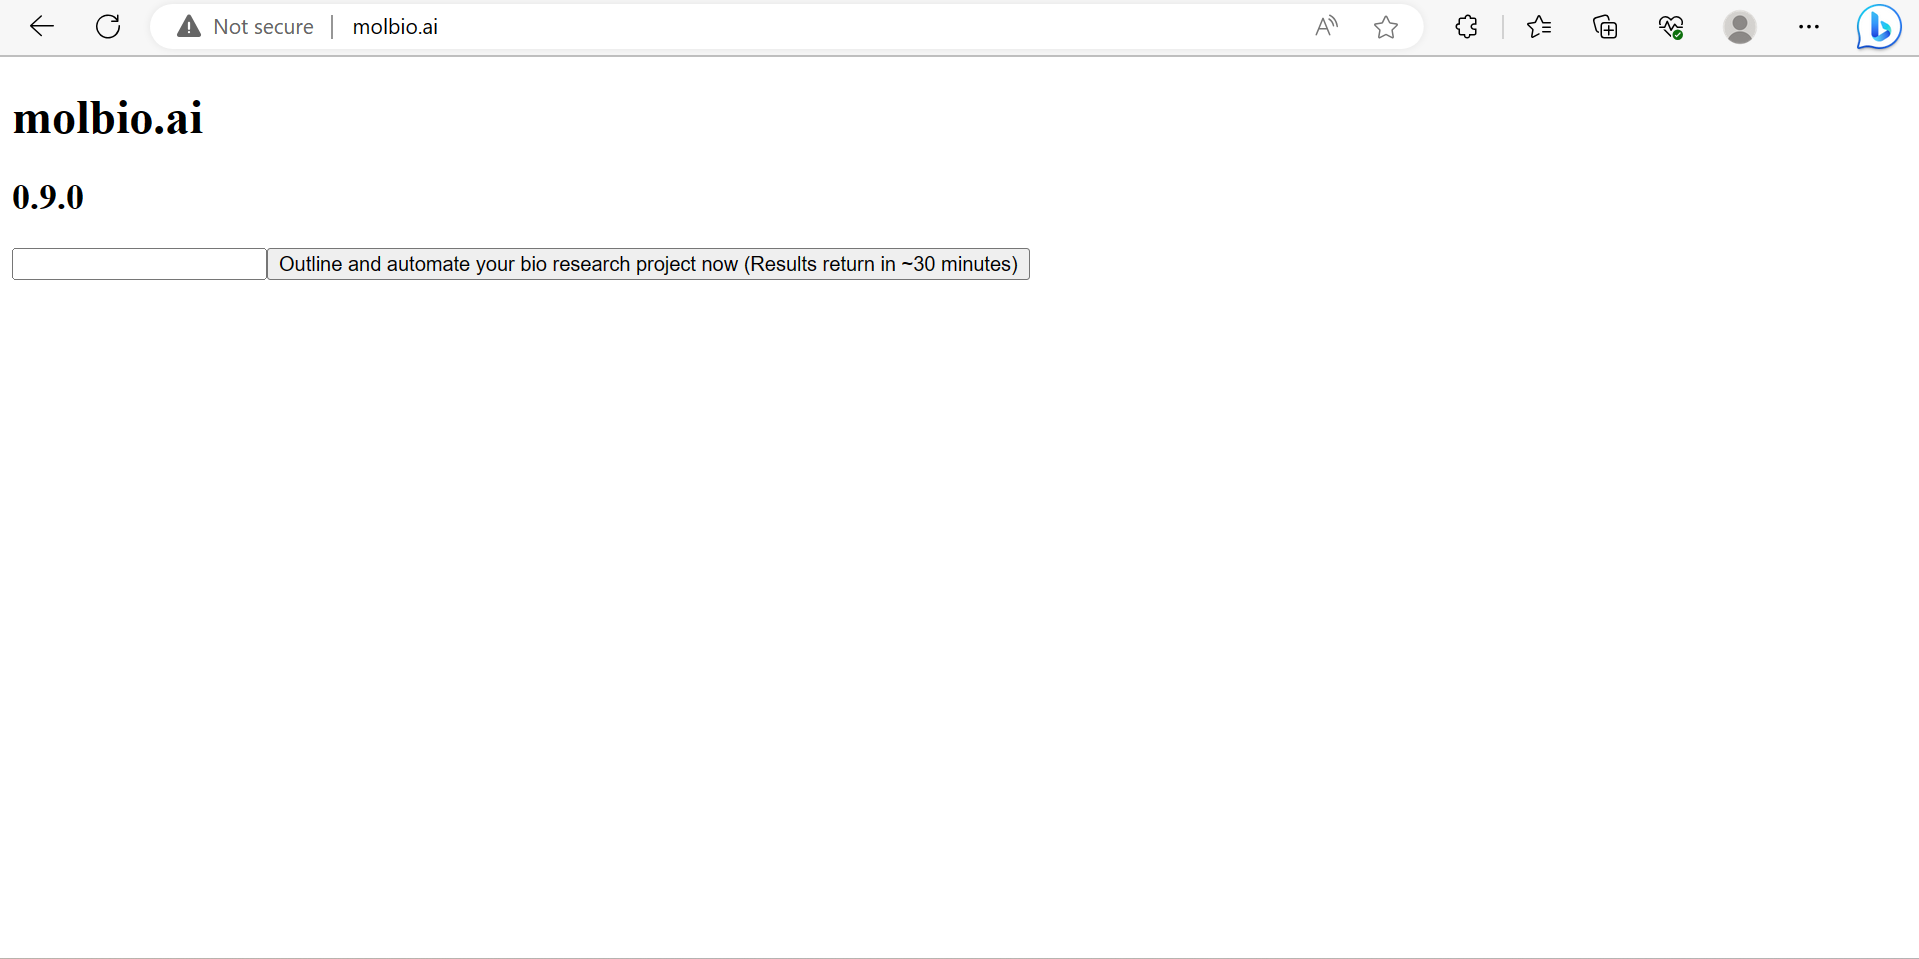 Not secure | molbio.ai
molbio.ai
0.9.0
Outline and automate your bio research project now (Results return in ~30 minutes)